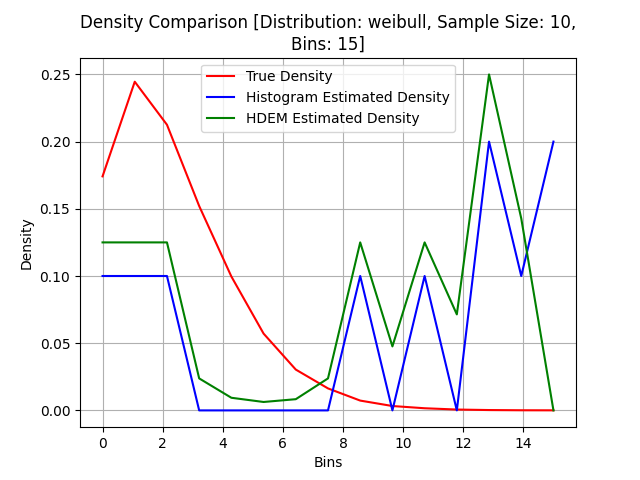 Density Comparison [Distribution: weibull, Sample Size: 10,
Bins: 15]
True Density
Histogram Estimated Density
HDEM Estimated Density
Density
0.25
0.20
0.15
0.10
0.05
0.00
0 2 4 6 8 10 12 14
Bins